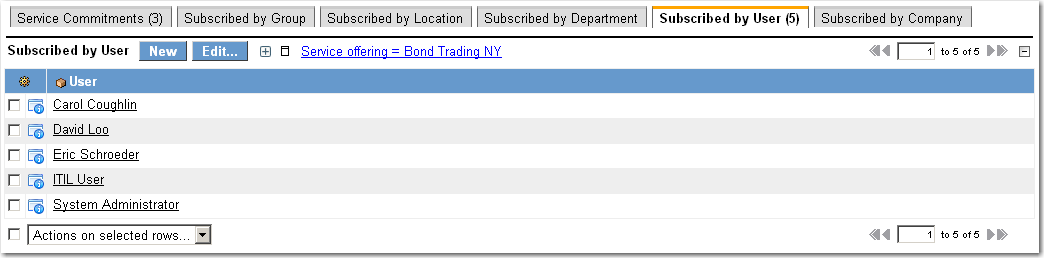 Service Commitments (3) Subscribed by Group Subscribed by Location Subscribed by Department Subscribed by User (5) Subscribed by Company
Subscribed by User New Edit... Service offering = Bond Trading NY 1 to 5 of 5
User
Carol Coughlin
David Loo
Eric Schroeder
ITIL User
System Administrator
Actions on selected rows... 1 to 5 of 5